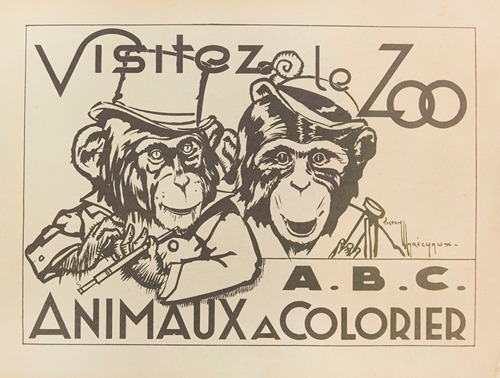 Visitez le Zoo
A.B.C.
ANIMAUX A COLORIER